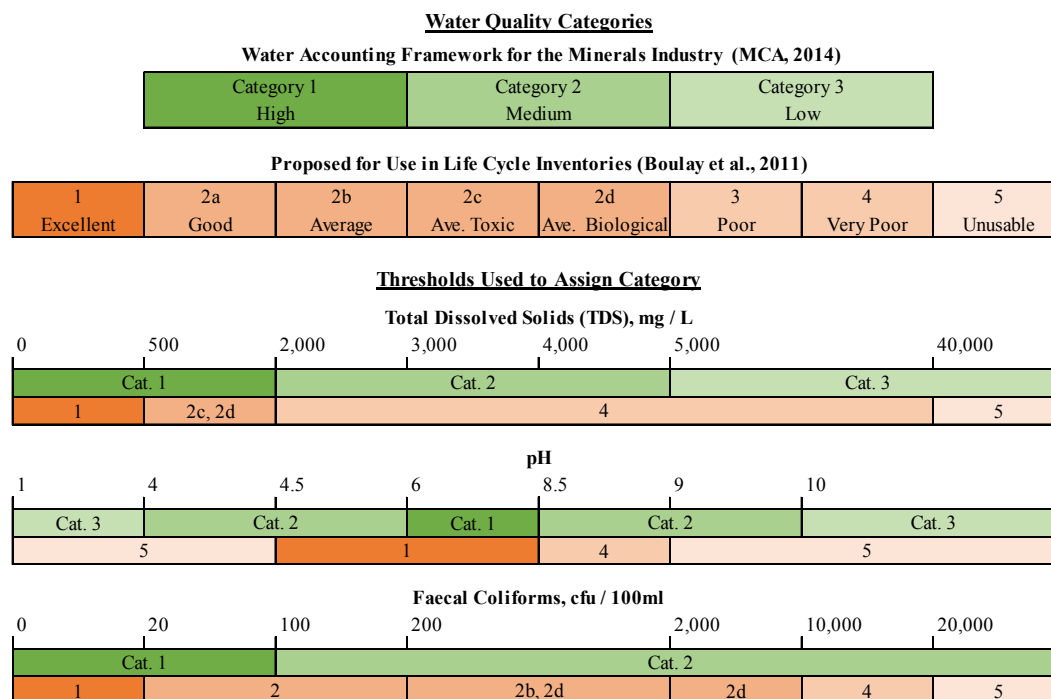 Water Quality Categories
Water Accounting Framework for the Minerals Industry (MCA, 2014)
Category 1 Category 2 Category 3
High Medium Low
Proposed for Use in Life Cycle Inventories (Boulay et al., 2011)
1 2a 2b 2c 2d 3 4 5
Excellent Good Average Ave. Toxic Ave. Biological Poor Very Poor Unusable
Thresholds Used to Assign Category
Total Dissolved Solids (TDS), mg / L
0 500 2,000 3,000 4,000 5,000 40,000
Cat. 1 Cat. 2 Cat. 3
1 2c, 2d 4 5
pH
1 4 4.5 6 8.5 9 10
Cat. 3 Cat. 2 Cat. 1 Cat. 2 Cat. 3
5 1 4 5
Faecal Coliforms, cfu / 100ml
0 20 100 200 2,000 10,000 20,000
Cat. 1 Cat. 2
1 2 2b, 2d 2d 4 5